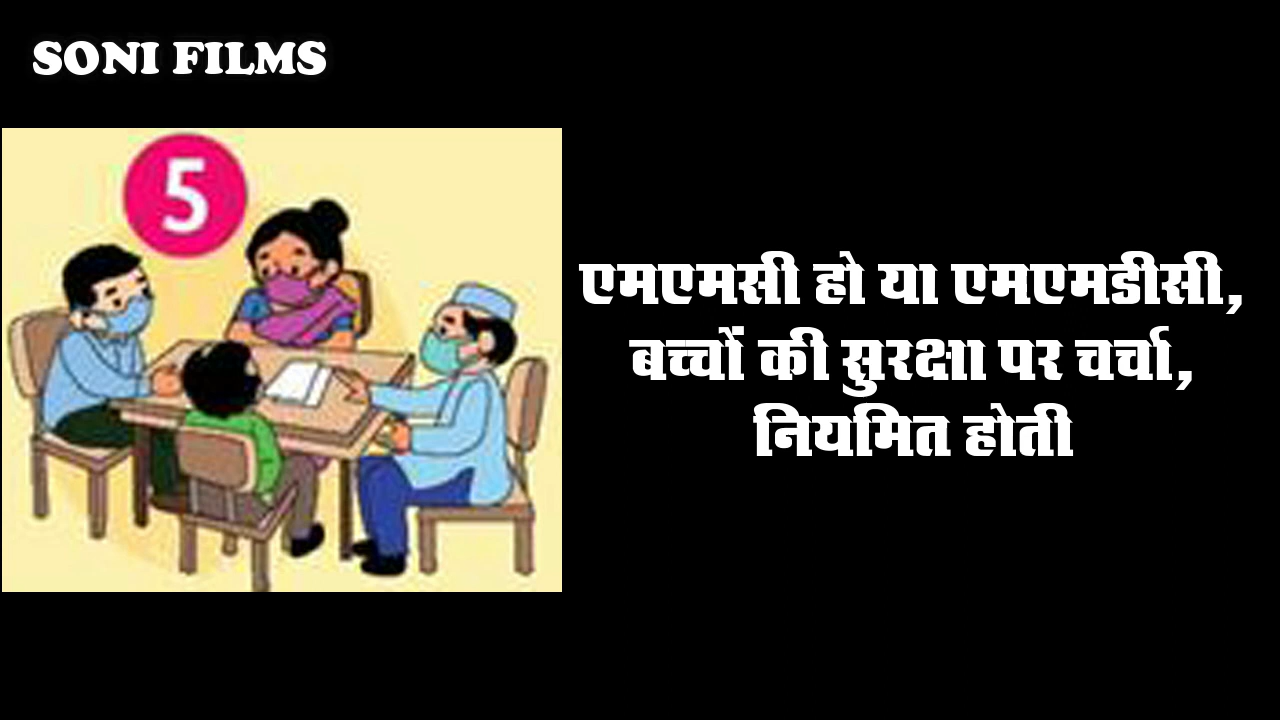 SONI FILMS
5
एमएमसी हो या एमएमडीसी,
बच्चों की सुरक्षा पर चर्चा,
नियमित होती